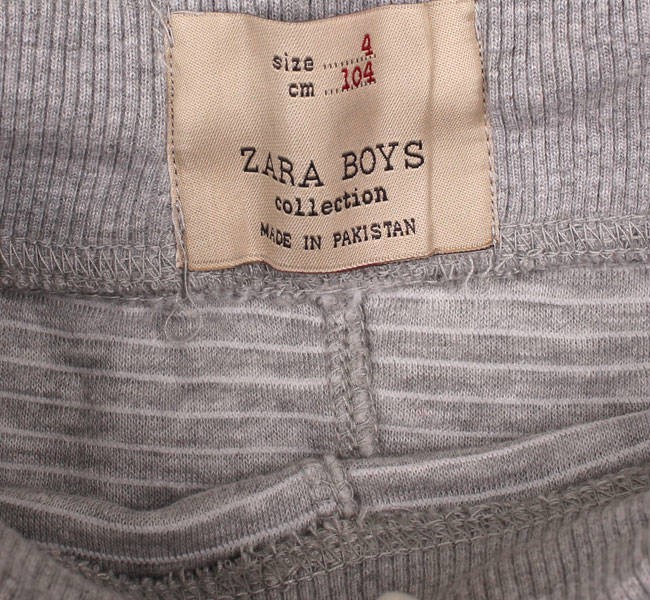 size ...... 4
cm .... 104
ZARA BOYS
collection
MADE IN PAKISTAN